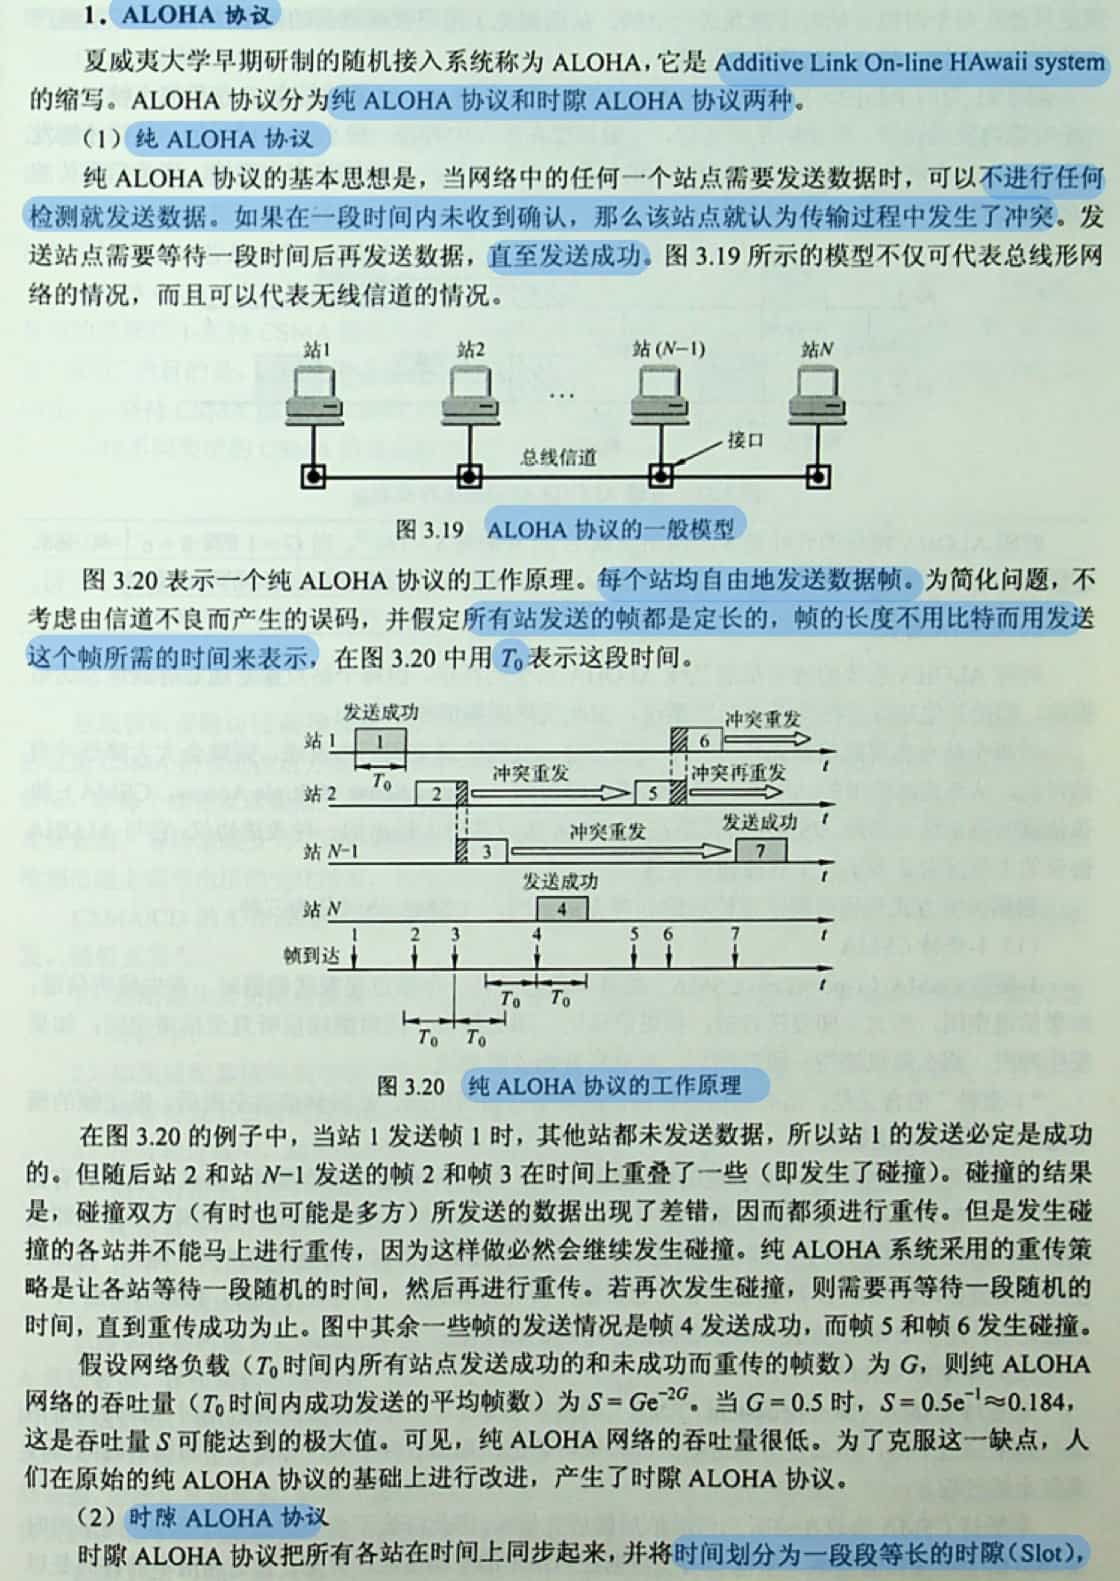 1. ALOHA 协议
夏威夷大学早期研制的随机接入系统称为 ALOHA，它是 Additive Link On-line HAwaii system
的缩写。ALOHA 协议分为纯 ALOHA 协议和时隙 ALOHA 协议两种。
（1）纯 ALOHA 协议
纯 ALOHA 协议的基本思想是，当网络中的任何一个站点需要发送数据时，可以不进行任何
检测就发送数据。如果在一段时间内未收到确认，那么该站点就认为传输过程中发生了冲突。发
送站点需要等待一段时间后再发送数据，直至发送成功。图 3.19 所示的模型不仅可代表总线形网
络的情况，而且可以代表无线信道的情况。
站1 站2 站 (N−1) 站N
…
接口
总线信道
图 3.19 ALOHA 协议的一般模型
图 3.20 表示一个纯 ALOHA 协议的工作原理。每个站均自由地发送数据帧。为简化问题，不
考虑由信道不良而产生的误码，并假定所有站发送的帧都是定长的，帧的长度不用比特而用发送
这个帧所需的时间来表示，在图 3.20 中用 T₀ 表示这段时间。
发送成功 冲突重发
站 1 1 6 t
T₀ 冲突重发 冲突再重发
站 2 2 5 t
冲突重发 发送成功
站 N−1 3 7 t
发送成功
站 N 4
1 2 3 4 5 6 7 t
帧到达
T₀ T₀ t
T₀ T₀
图 3.20 纯 ALOHA 协议的工作原理
在图 3.20 的例子中，当站 1 发送帧 1 时，其他站都未发送数据，所以站 1 的发送必定是成功
的。但随后站 2 和站 N−1 发送的帧 2 和帧 3 在时间上重叠了一些（即发生了碰撞）。碰撞的结果
是，碰撞双方（有时也可能是多方）所发送的数据出现了差错，因而都须进行重传。但是发生碰
撞的各站并不能马上进行重传，因为这样做必然会继续发生碰撞。纯 ALOHA 系统采用的重传策
略是让各站等待一段随机的时间，然后再进行重传。若再次发生碰撞，则需要再等待一段随机的
时间，直到重传成功为止。图中其余一些帧的发送情况是帧 4 发送成功，而帧 5 和帧 6 发生碰撞。
假设网络负载（T₀ 时间内所有站点发送成功的和未成功而重传的帧数）为 G，则纯 ALOHA
网络的吞吐量（T₀ 时间内成功发送的平均帧数）为 S = Ge⁻²ᴳ。当 G = 0.5 时，S = 0.5e⁻¹≈0.184，
这是吞吐量 S 可能达到的极大值。可见，纯 ALOHA 网络的吞吐量很低。为了克服这一缺点，人
们在原始的纯 ALOHA 协议的基础上进行改进，产生了时隙 ALOHA 协议。
（2）时隙 ALOHA 协议
时隙 ALOHA 协议把所有各站在时间上同步起来，并将时间划分为一段段等长的时隙（Slot），